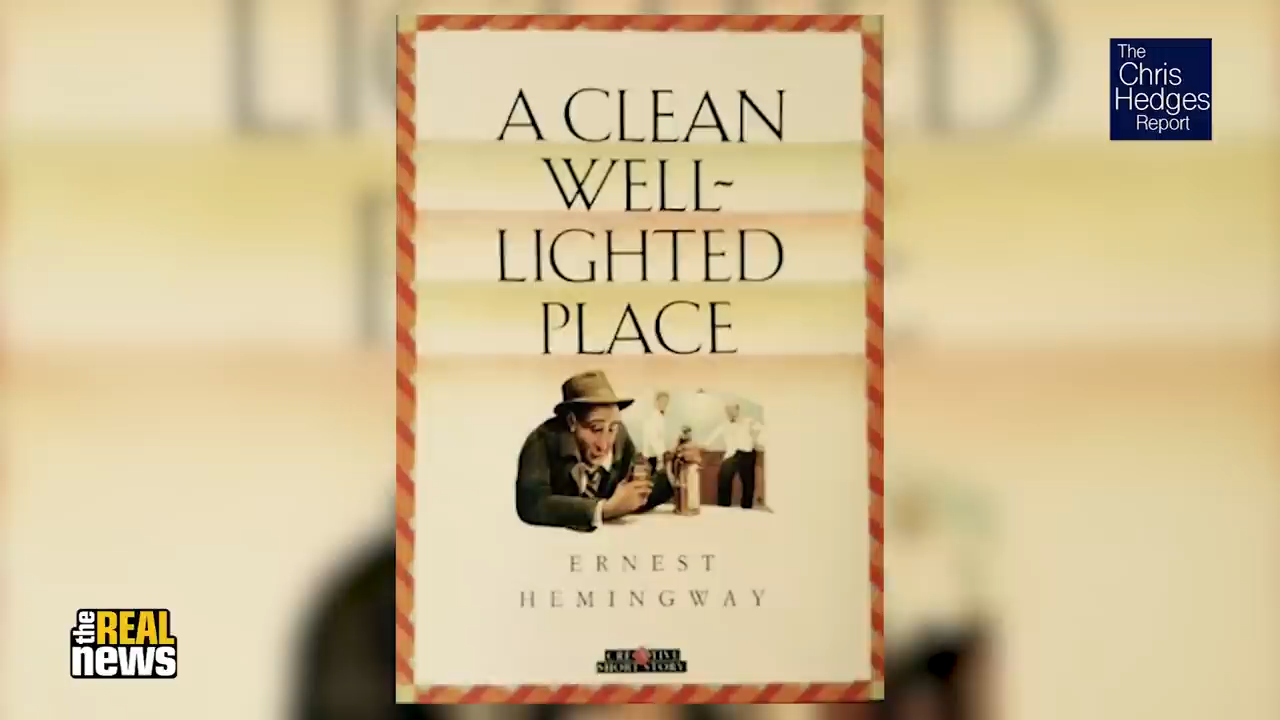 A CLEAN
WELL-
LIGHTED
PLACE
ERNEST
HEMINGWAY
CREATIVE
SHORT STORY
The
Chris
Hedges
Report
the REAL
news